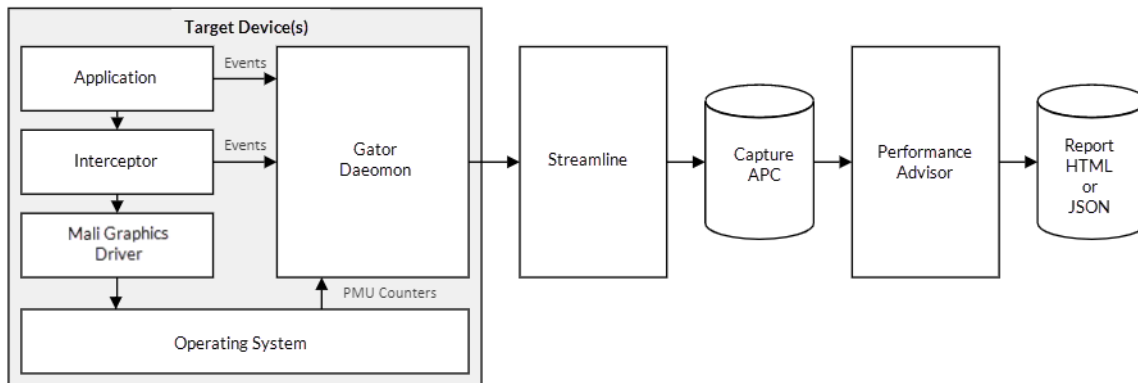 Target Device(s)
Application
Events
Interceptor
Events
Mali Graphics
Driver
Gator
Daeomon
PMU Counters
Operating System
Streamline
Capture
APC
Performance
Advisor
Report
HTML
or
JSON